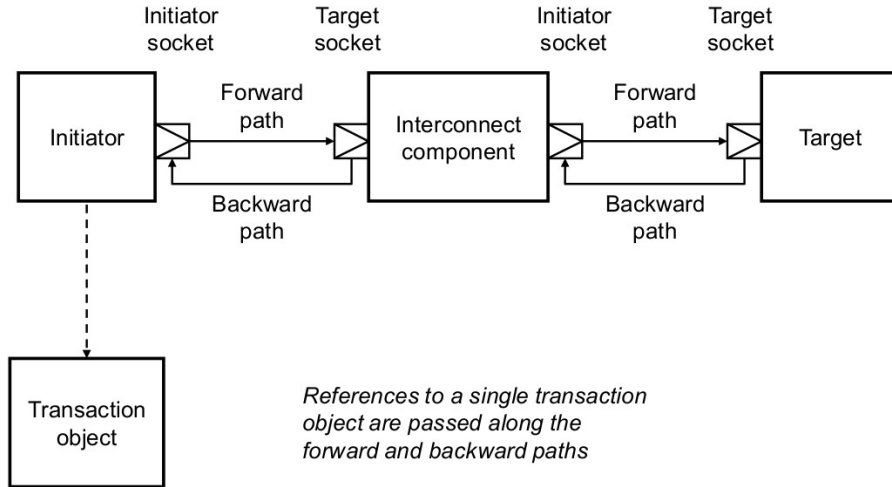 Initiator
socket
Target
socket
Initiator
socket
Target
socket
Initiator
Forward
path
Interconnect
component
Forward
path
Target
Backward
path
Backward
path
Transaction
object
References to a single transaction
object are passed along the
forward and backward paths